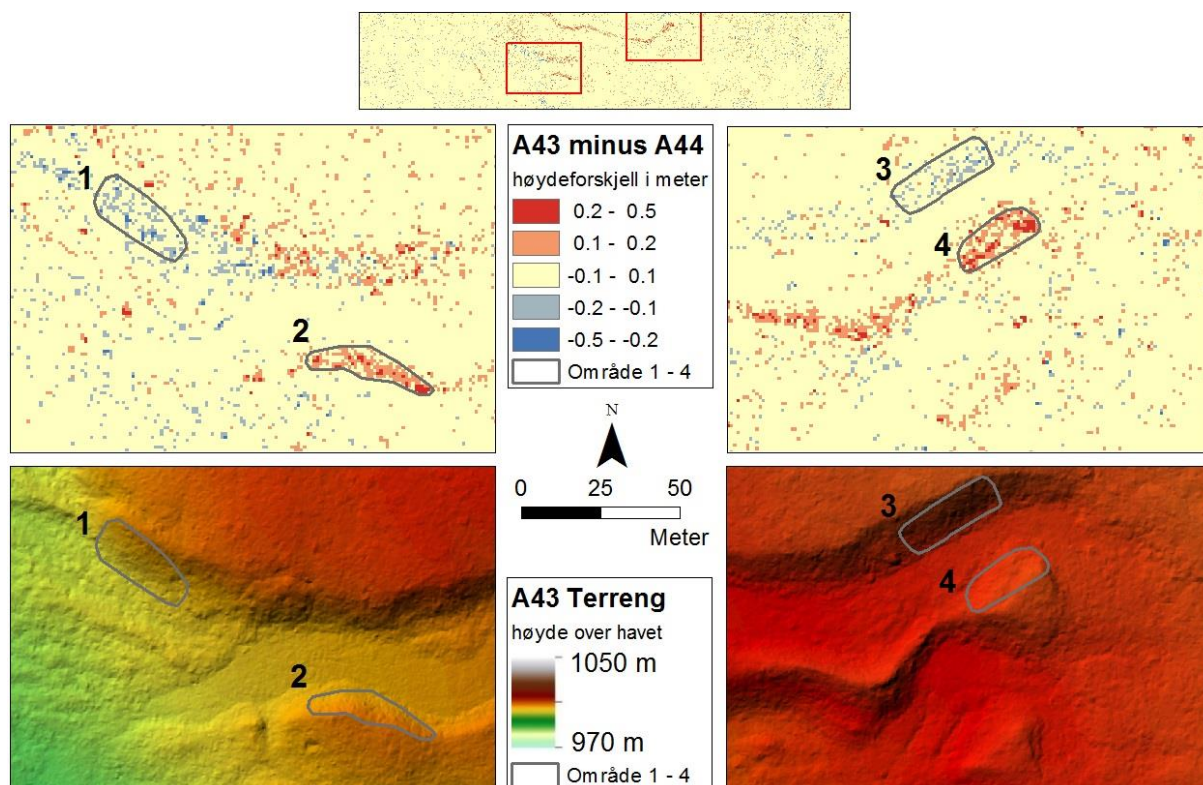 1
2
A43 minus A44
høydeforskjell i meter
0.2 - 0.5
0.1 - 0.2
-0.1 - 0.1
-0.2 - -0.1
-0.5 - -0.2
Område 1 - 4
3
4
N
0 25 50
Meter
1
2
A43 Terreng
høyde over havet
1050 m
970 m
Område 1 - 4
3
4